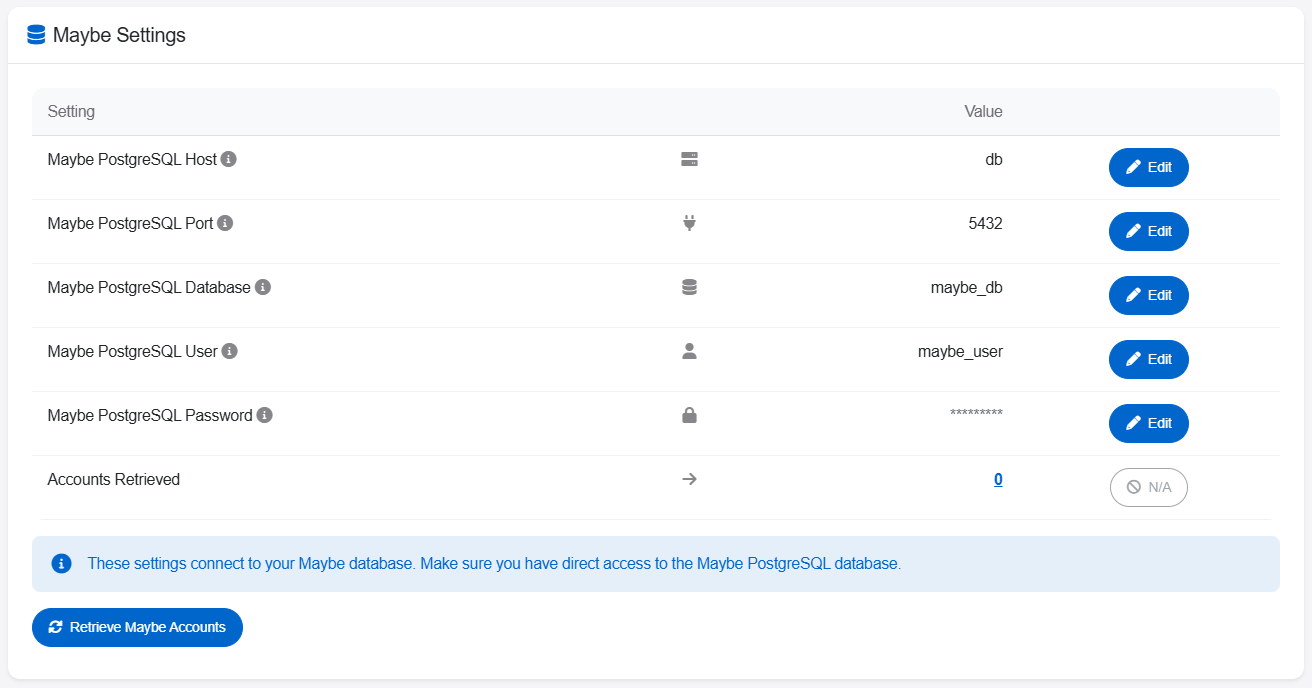 Maybe Settings
Setting Value
Maybe PostgreSQL Host db Edit
Maybe PostgreSQL Port 5432 Edit
Maybe PostgreSQL Database maybe_db Edit
Maybe PostgreSQL User maybe_user Edit
Maybe PostgreSQL Password ********* Edit
Accounts Retrieved 0 N/A
These settings connect to your Maybe database. Make sure you have direct access to the Maybe PostgreSQL database.
Retrieve Maybe Accounts